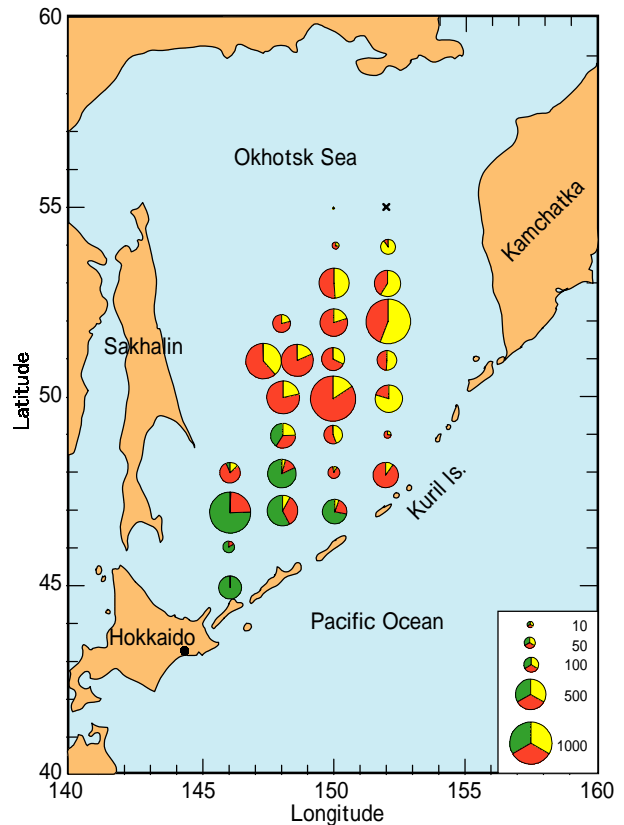 60
Okhotsk Sea
55
Kamchatka
Sakhalin
Latitude
50
Kuril Is.
45
Pacific Ocean
Hokkaido
10
50
100
500
1000
40
140
145
150
155
160
Longitude